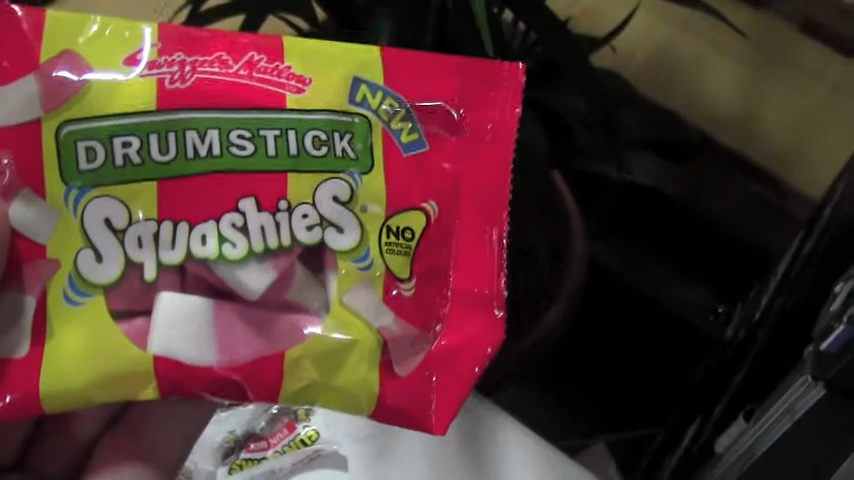 Swizzels Matlow
NEW
DRUMSTICK
Squashies
NO
ARTIFICIAL
COLOURS